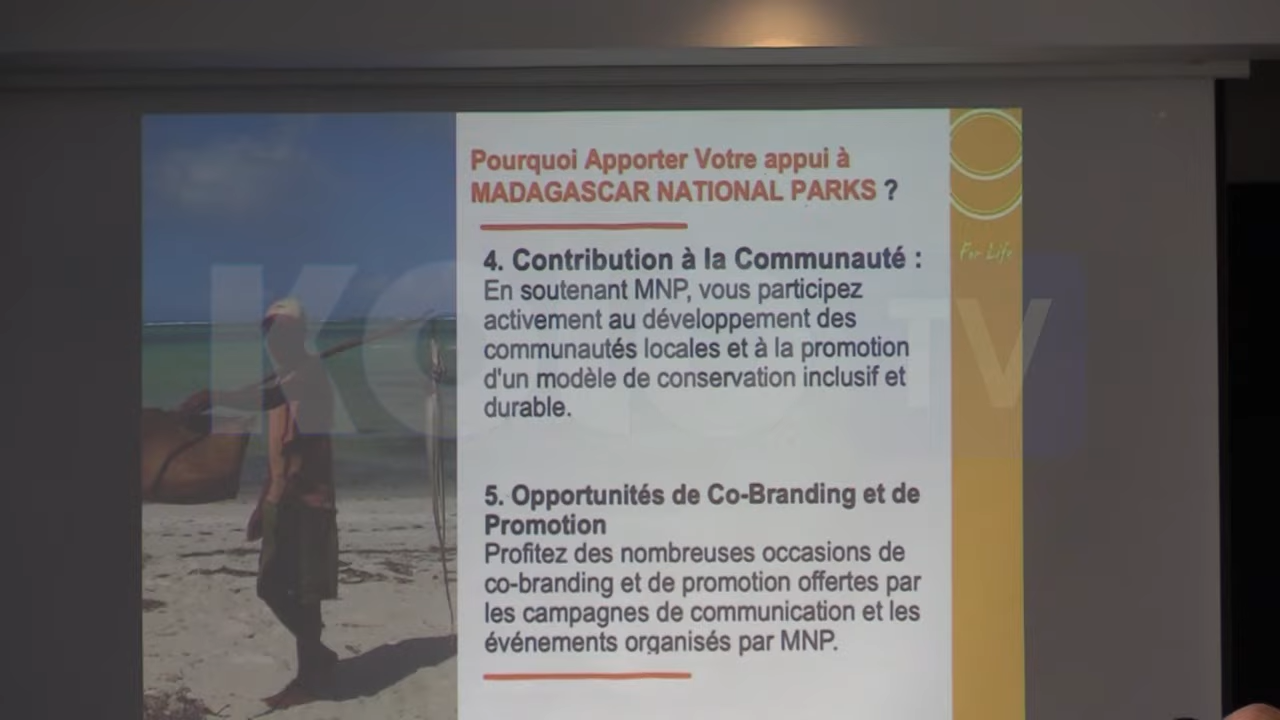 Pourquoi Apporter Votre appui à
MADAGASCAR NATIONAL PARKS ?
For Life
4. Contribution à la Communauté :
En soutenant MNP, vous participez
activement au développement des
communautés locales et à la promotion
d'un modèle de conservation inclusif et
durable.
5. Opportunités de Co-Branding et de
Promotion
Profitez des nombreuses occasions de
co-branding et de promotion offertes par
les campagnes de communication et les
événements organisés par MNP.
TV